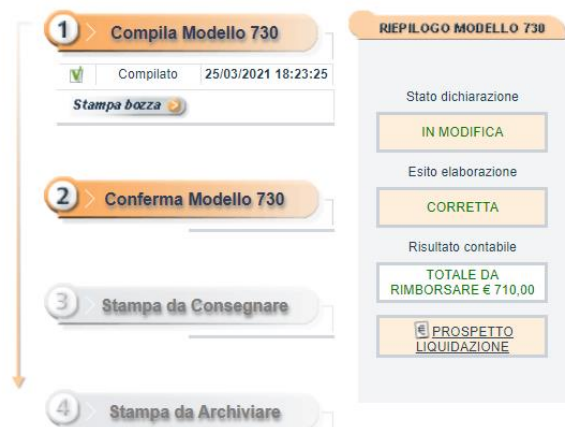 1 Compila Modello 730
Compilato 25/03/2021 18:23:25
Stampa bozza
2 Conferma Modello 730
3 Stampa da Consegnare
4 Stampa da Archiviare
RIEPILOGO MODELLO 730
Stato dichiarazione
IN MODIFICA
Esito elaborazione
CORRETTA
Risultato contabile
TOTALE DA
RIMBORSARE € 710,00
€ PROSPETTO
LIQUIDAZIONE